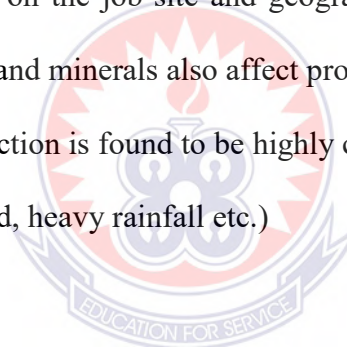 on the job site and geogra
and minerals also affect pro
ction is found to be highly
d, heavy rainfall etc.)
EDUCATION FOR SERVICE